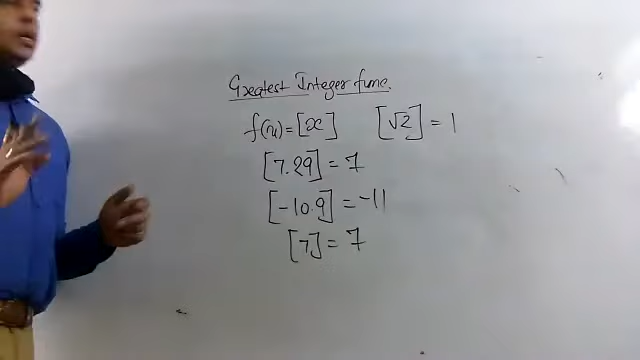 Greatest Integer func.
f(x) = [x] [√2] = 1
[7.29] = 7
[-10.9] = -11
[7] = 7